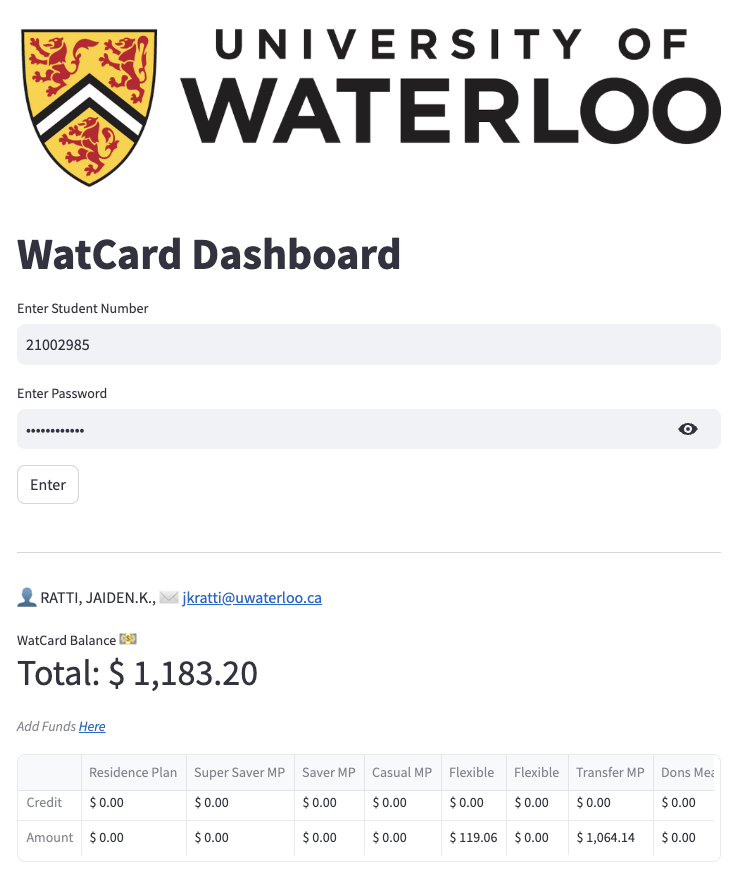 UNIVERSITY OF
WATERLOO
WatCard Dashboard
Enter Student Number
21002985
Enter Password
••••••••••••
Enter
RATTI, JAIDEN.K., jkratti@uwaterloo.ca
WatCard Balance
Total: $ 1,183.20
Add Funds Here
Residence Plan Super Saver MP Saver MP Casual MP Flexible Flexible Transfer MP Dons Mea
Credit $ 0.00 $ 0.00 $ 0.00 $ 0.00 $ 0.00 $ 0.00 $ 0.00 $ 0.00
Amount $ 0.00 $ 0.00 $ 0.00 $ 0.00 $ 119.06 $ 0.00 $ 1,064.14 $ 0.00